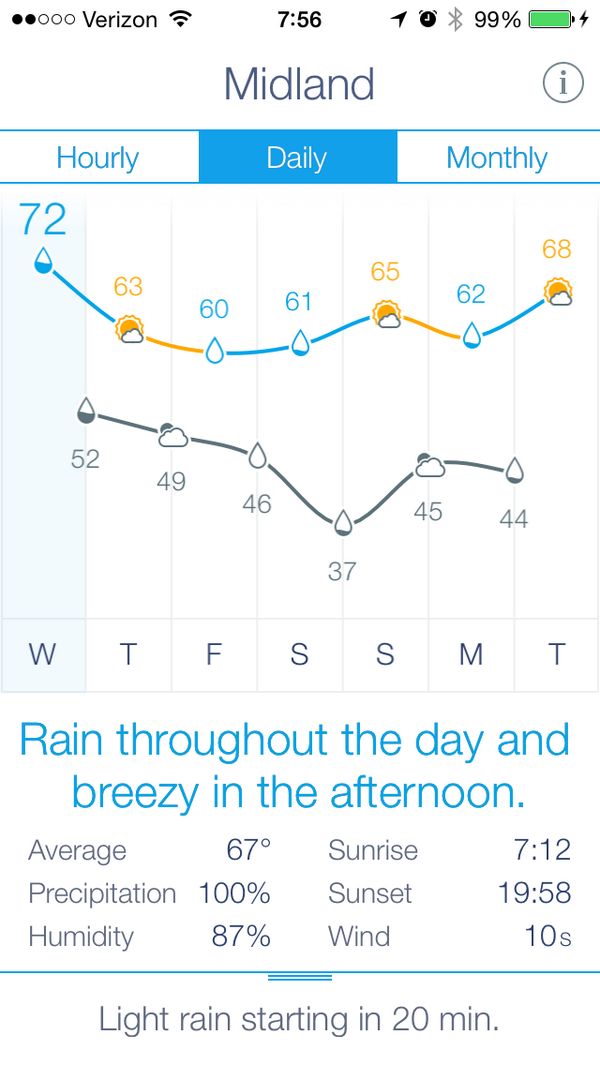 Verizon 7:56 99%
Midland i
Hourly Daily Monthly
72
68
65
63
62
61
60
52
49
46
45
44
37
W T F S S M T
Rain throughout the day and
breezy in the afternoon.
Average 67° Sunrise 7:12
Precipitation 100% Sunset 19:58
Humidity 87% Wind 10s
Light rain starting in 20 min.